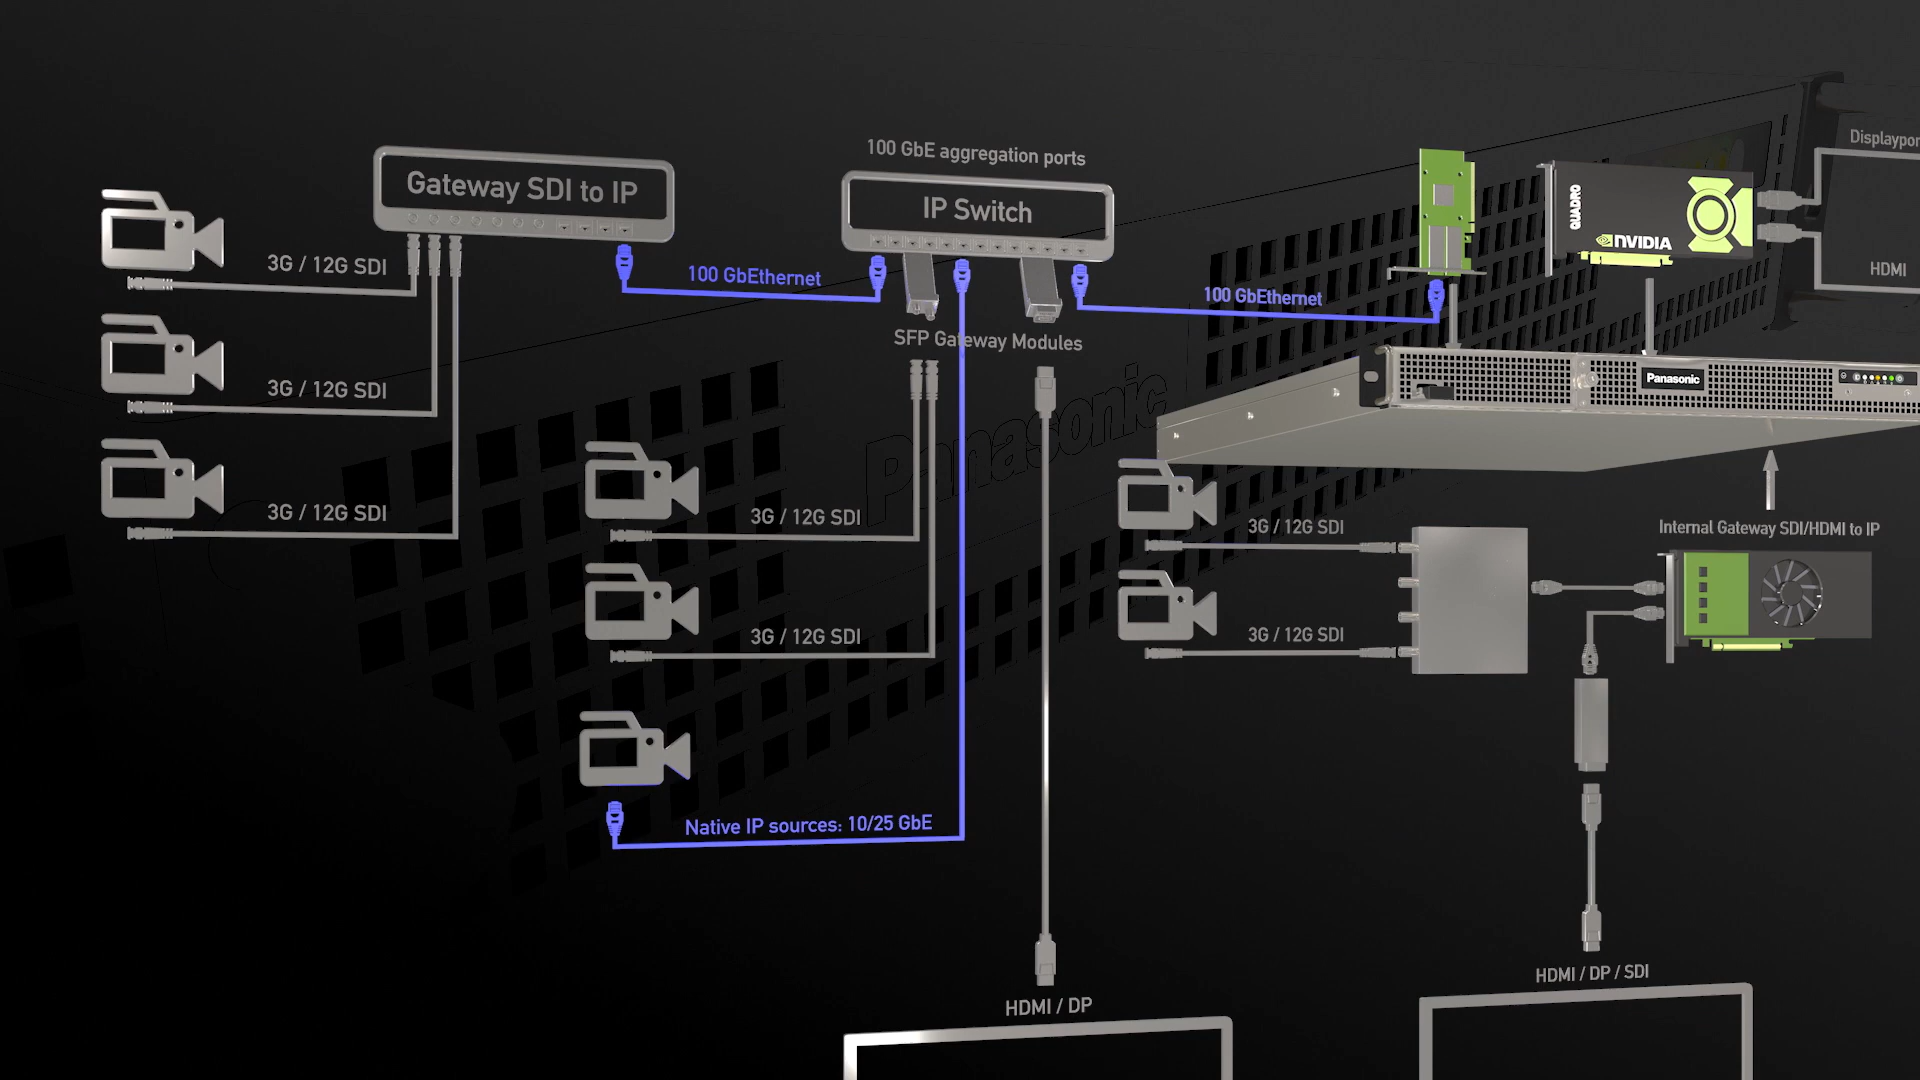 Displaypor
100 GbE aggregation ports
Gateway SDI to IP
IP Switch
QUADRO
NVIDIA
3G / 12G SDI
100 GbEthernet
100 GbEthernet
HDMI
SFP Gateway Modules
3G / 12G SDI
Panasonic
Panasonic
3G / 12G SDI
3G / 12G SDI
3G / 12G SDI
Internal Gateway SDI/HDMI to IP
3G / 12G SDI
3G / 12G SDI
Native IP sources: 10/25 GbE
HDMI / DP / SDI
HDMI / DP